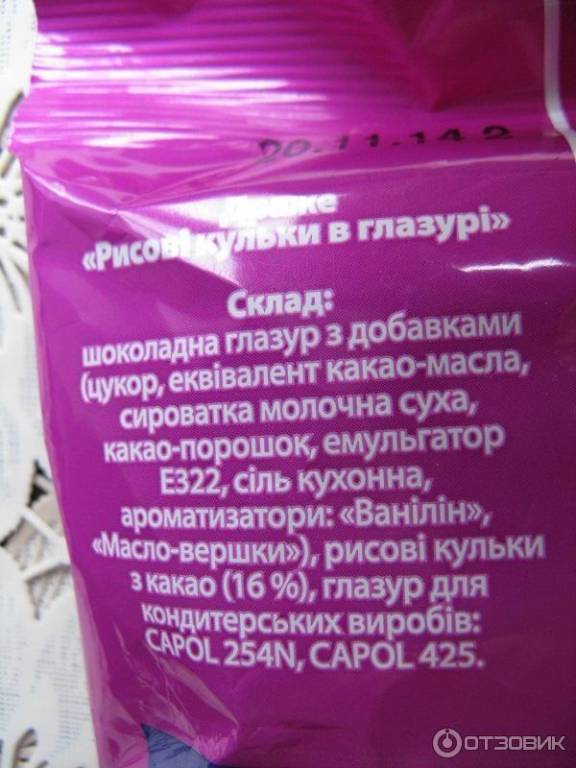 20.11.14 2
Драже
«Рисові кульки в глазурі»
Склад:
шоколадна глазур з добавками
(цукор, еквівалент какао-масла,
сироватка молочна суха,
какао-порошок, емульгатор
Е322, сіль кухонна,
ароматизатори: «Ванілін»,
«Масло-вершки»), рисові кульки
з какао (16 %), глазур для
кондитерських виробів:
CAPOL 254N, CAPOL 425.
ОТЗОВИК